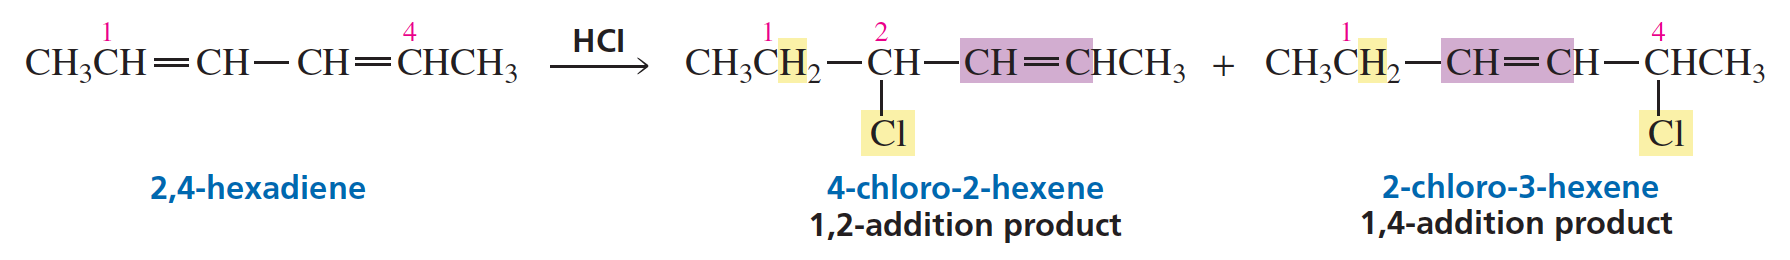 1 4 HCl 1 2 1 4
CH₃CH=CH—CH=CHCH₃ CH₃CH₂—CH—CH=CHCH₃ + CH₃CH₂—CH=CH—CHCH₃
Cl Cl
2,4-hexadiene 4-chloro-2-hexene 2-chloro-3-hexene
1,2-addition product 1,4-addition product